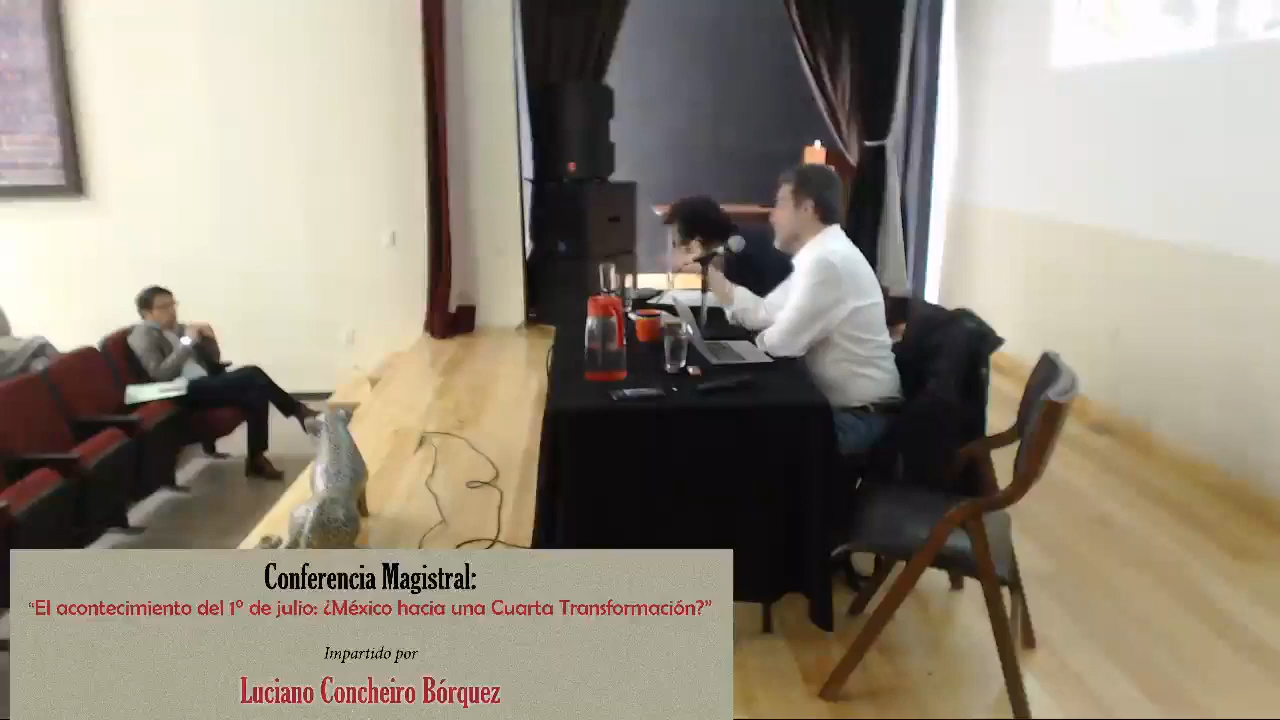 Conferencia Magistral:
“El acontecimiento del 1º de julio: ¿México hacia una Cuarta Transformación?”
Impartido por
Luciano Concheiro Bórquez